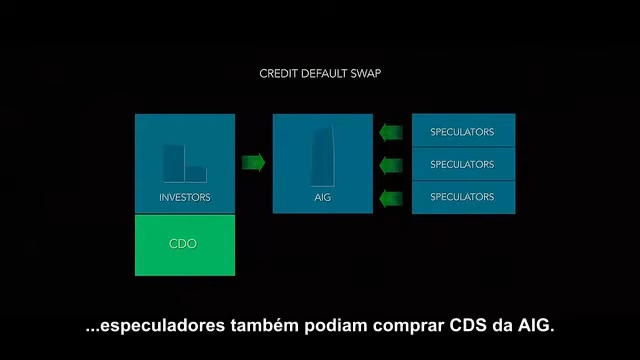 CREDIT DEFAULT SWAP
INVESTORS
AIG
SPECULATORS
SPECULATORS
SPECULATORS
CDO
...especuladores também podiam comprar CDS da AIG.